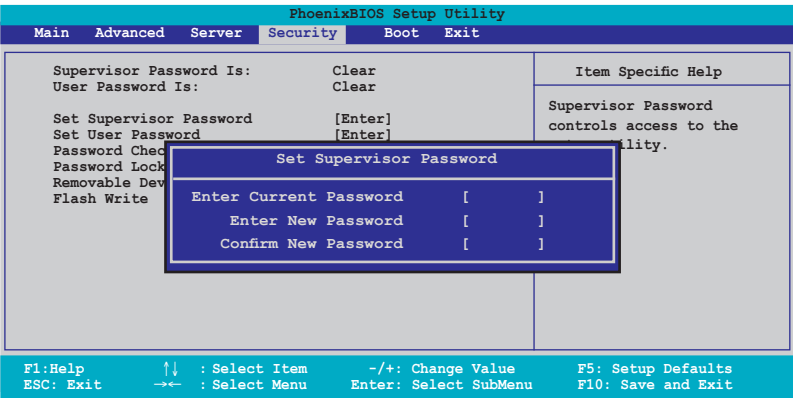 PhoenixBIOS Setup Utility
Main Advanced Server Security Boot Exit
Supervisor Password Is: Clear
User Password Is: Clear
Set Supervisor Password [Enter]
Set User Password [Enter]
Password Chec
Password Lock
Removable Dev
Flash Write
Set Supervisor Password
Enter Current Password [ ]
Enter New Password [ ]
Confirm New Password [ ]
Item Specific Help
Supervisor Password
controls access to the
ility.
F1:Help ↑↓ : Select Item -/+: Change Value F5: Setup Defaults
ESC: Exit →← : Select Menu Enter: Select SubMenu F10: Save and Exit